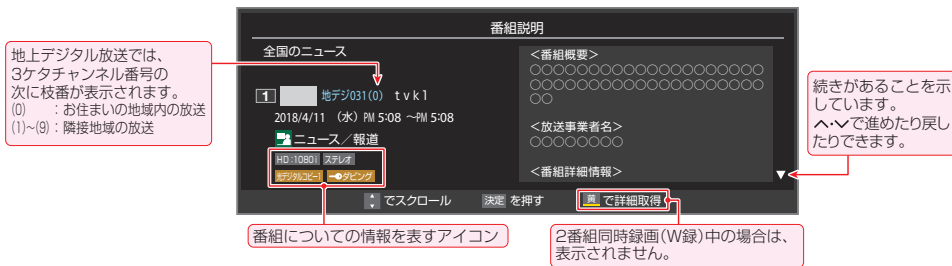 番組説明
地上デジタル放送では、
3ケタチャンネル番号の
次に枝番が表示されます。
(0)　：お住まいの地域内の放送
(1)~(9)：隣接地域の放送
全国のニュース
1 地デジ031(0) tvk1
2018/4/11 （水） PM 5:08 ～PM 5:08
ニュース／報道
HD:1080i ステレオ
光デジタルコピー1 ダビング
＜番組概要＞
○○○○○○○○○○○○○○○○○○○○
○○○○○○○○○○○○○○○○○○○○
○○
＜放送事業者名＞
○○○○○○○○
＜番組詳細情報＞
▼
続きがあることを示
しています。
へ･∨で進めたり戻し
たりできます。
でスクロール 決定 を押す 黄 で詳細取得
番組についての情報を表すアイコン
2番組同時録画(W録)中の場合は、
表示されません。